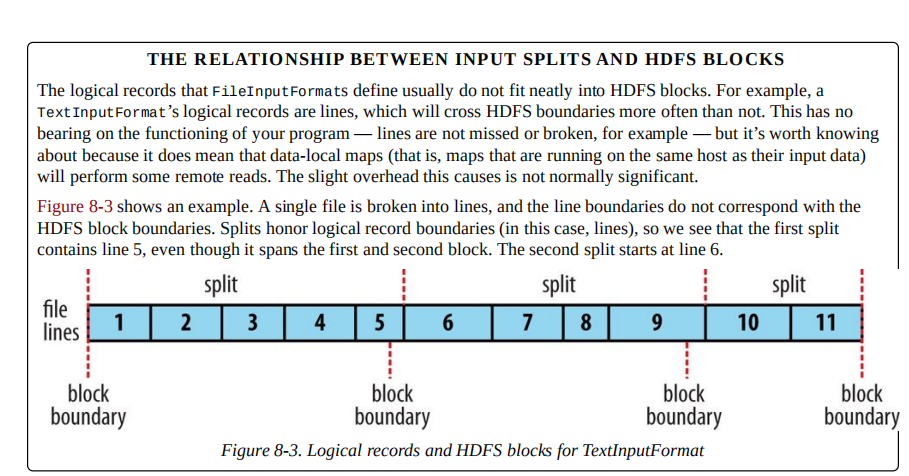 THE RELATIONSHIP BETWEEN INPUT SPLITS AND HDFS BLOCKS
The logical records that FileInputFormats define usually do not fit neatly into HDFS blocks. For example, a
TextInputFormat’s logical records are lines, which will cross HDFS boundaries more often than not. This has no
bearing on the functioning of your program — lines are not missed or broken, for example — but it’s worth knowing
about because it does mean that data-local maps (that is, maps that are running on the same host as their input data)
will perform some remote reads. The slight overhead this causes is not normally significant.
Figure 8-3 shows an example. A single file is broken into lines, and the line boundaries do not correspond with the
HDFS block boundaries. Splits honor logical record boundaries (in this case, lines), so we see that the first split
contains line 5, even though it spans the first and second block. The second split starts at line 6.
split split split
file
lines
1 2 3 4 5 6 7 8 9 10 11
block block block block
boundary boundary boundary boundary
Figure 8-3. Logical records and HDFS blocks for TextInputFormat